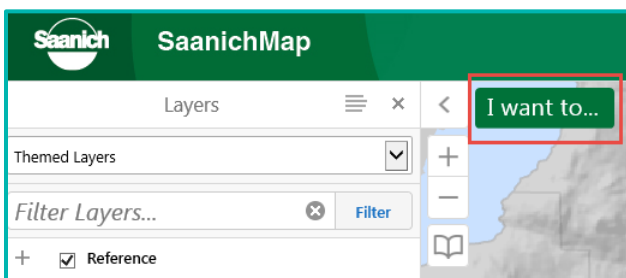 Saanich
SaanichMap
Layers
I want to...
Themed Layers
Filter Layers...
Filter
Reference